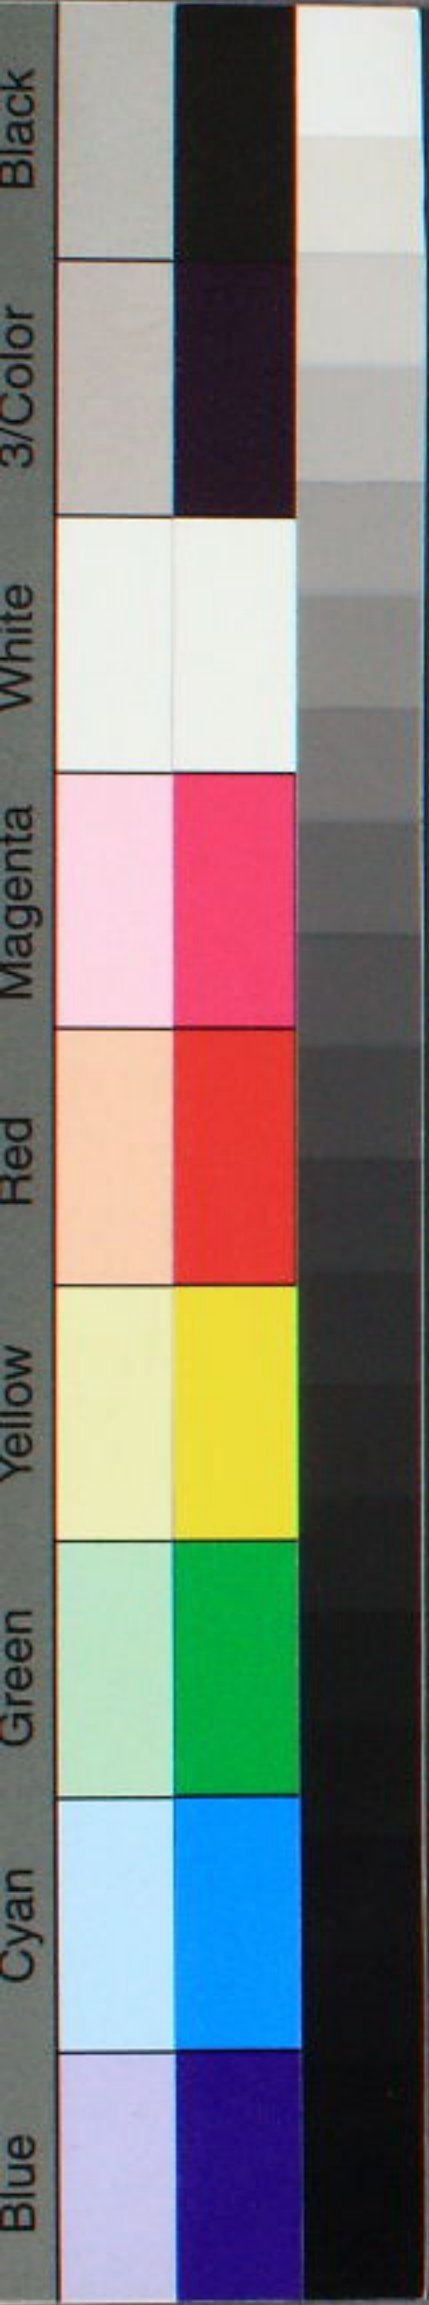 Black
3/Color
White
Magenta
Red
Yellow
Green
Cyan
Blue